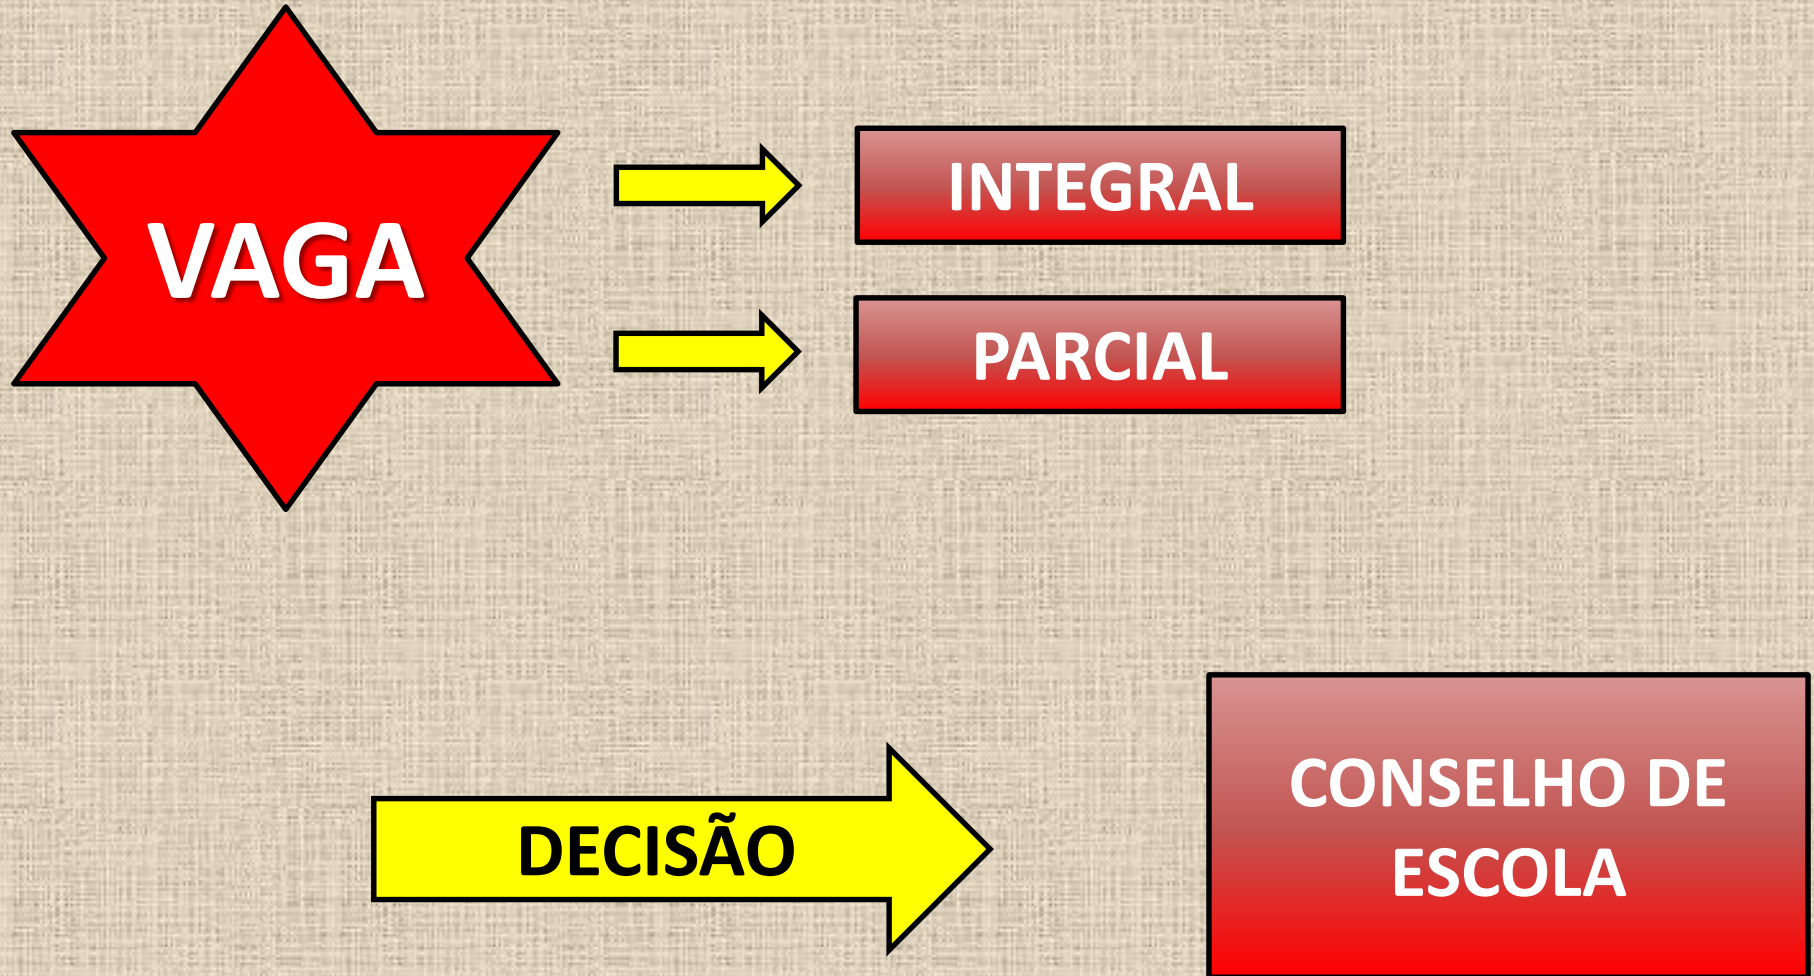 VAGA
INTEGRAL
PARCIAL
DECISÃO
CONSELHO DE
ESCOLA